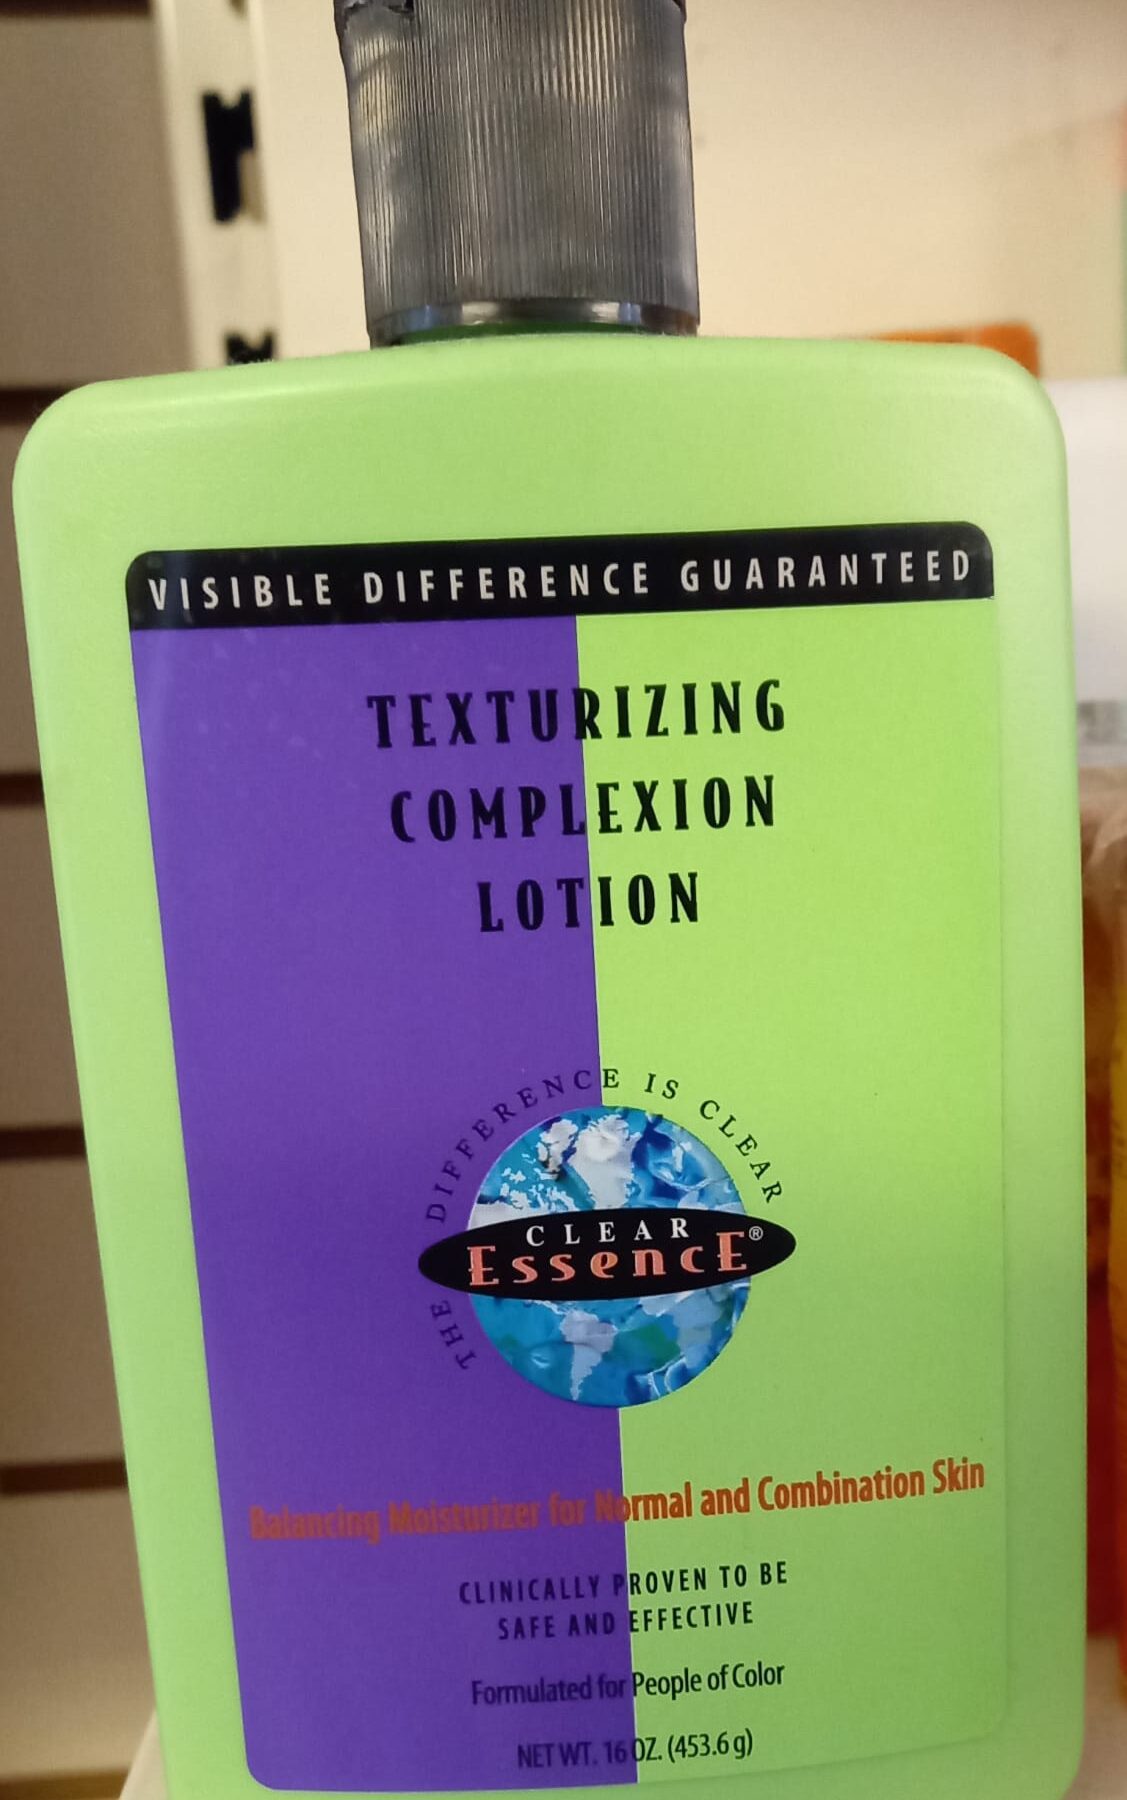 VISIBLE DIFFERENCE GUARANTEED
TEXTURIZING
COMPLEXION
LOTION
THE DIFFERENCE IS CLEAR
CLEAR
EssencE®
Balancing Moisturizer for Normal and Combination Skin
CLINICALLY PROVEN TO BE
SAFE AND EFFECTIVE
Formulated for People of Color
NET WT. 16 OZ. (453.6 g)